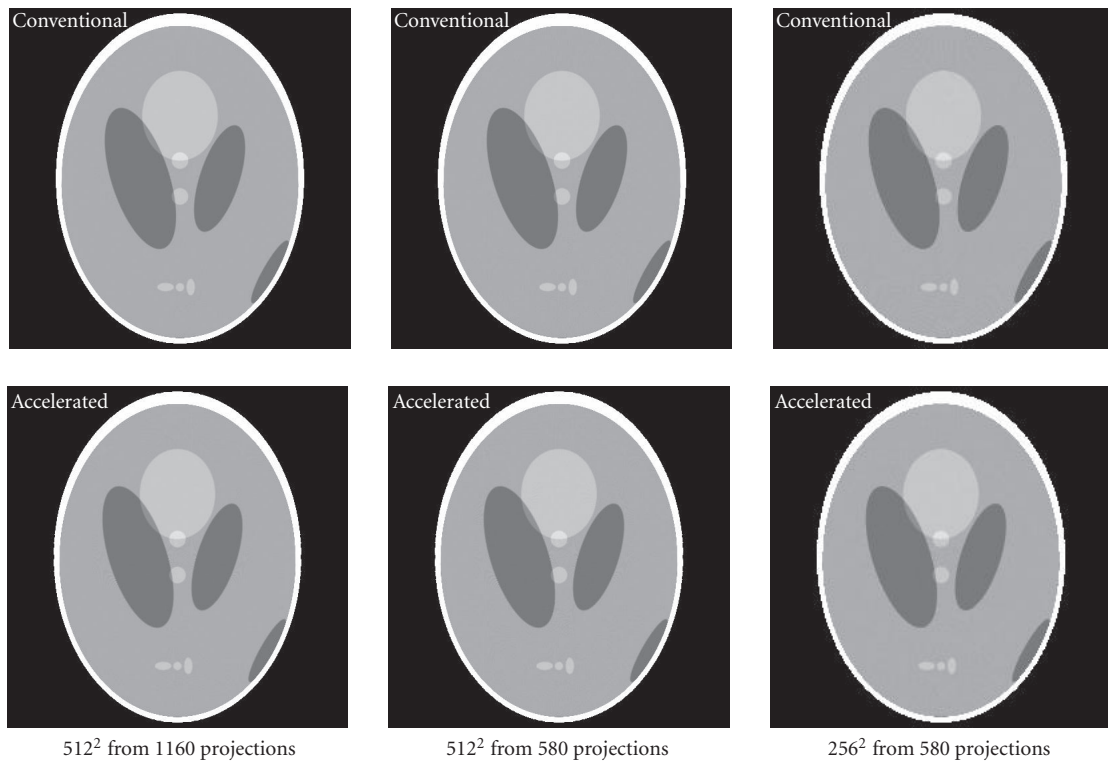 Conventional
Conventional
Conventional
Accelerated
Accelerated
Accelerated
512² from 1160 projections
512² from 580 projections
256² from 580 projections